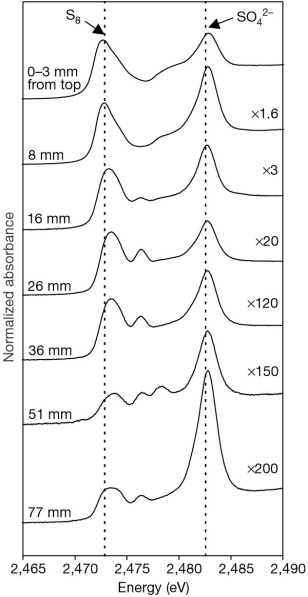 S₈
SO₄²⁻
0–3 mm
from top
×1.6
8 mm
×3
16 mm
×20
26 mm
×120
36 mm
×150
51 mm
×200
77 mm
Normalized absorbance
2,465 2,470 2,475 2,480 2,485 2,490
Energy (eV)